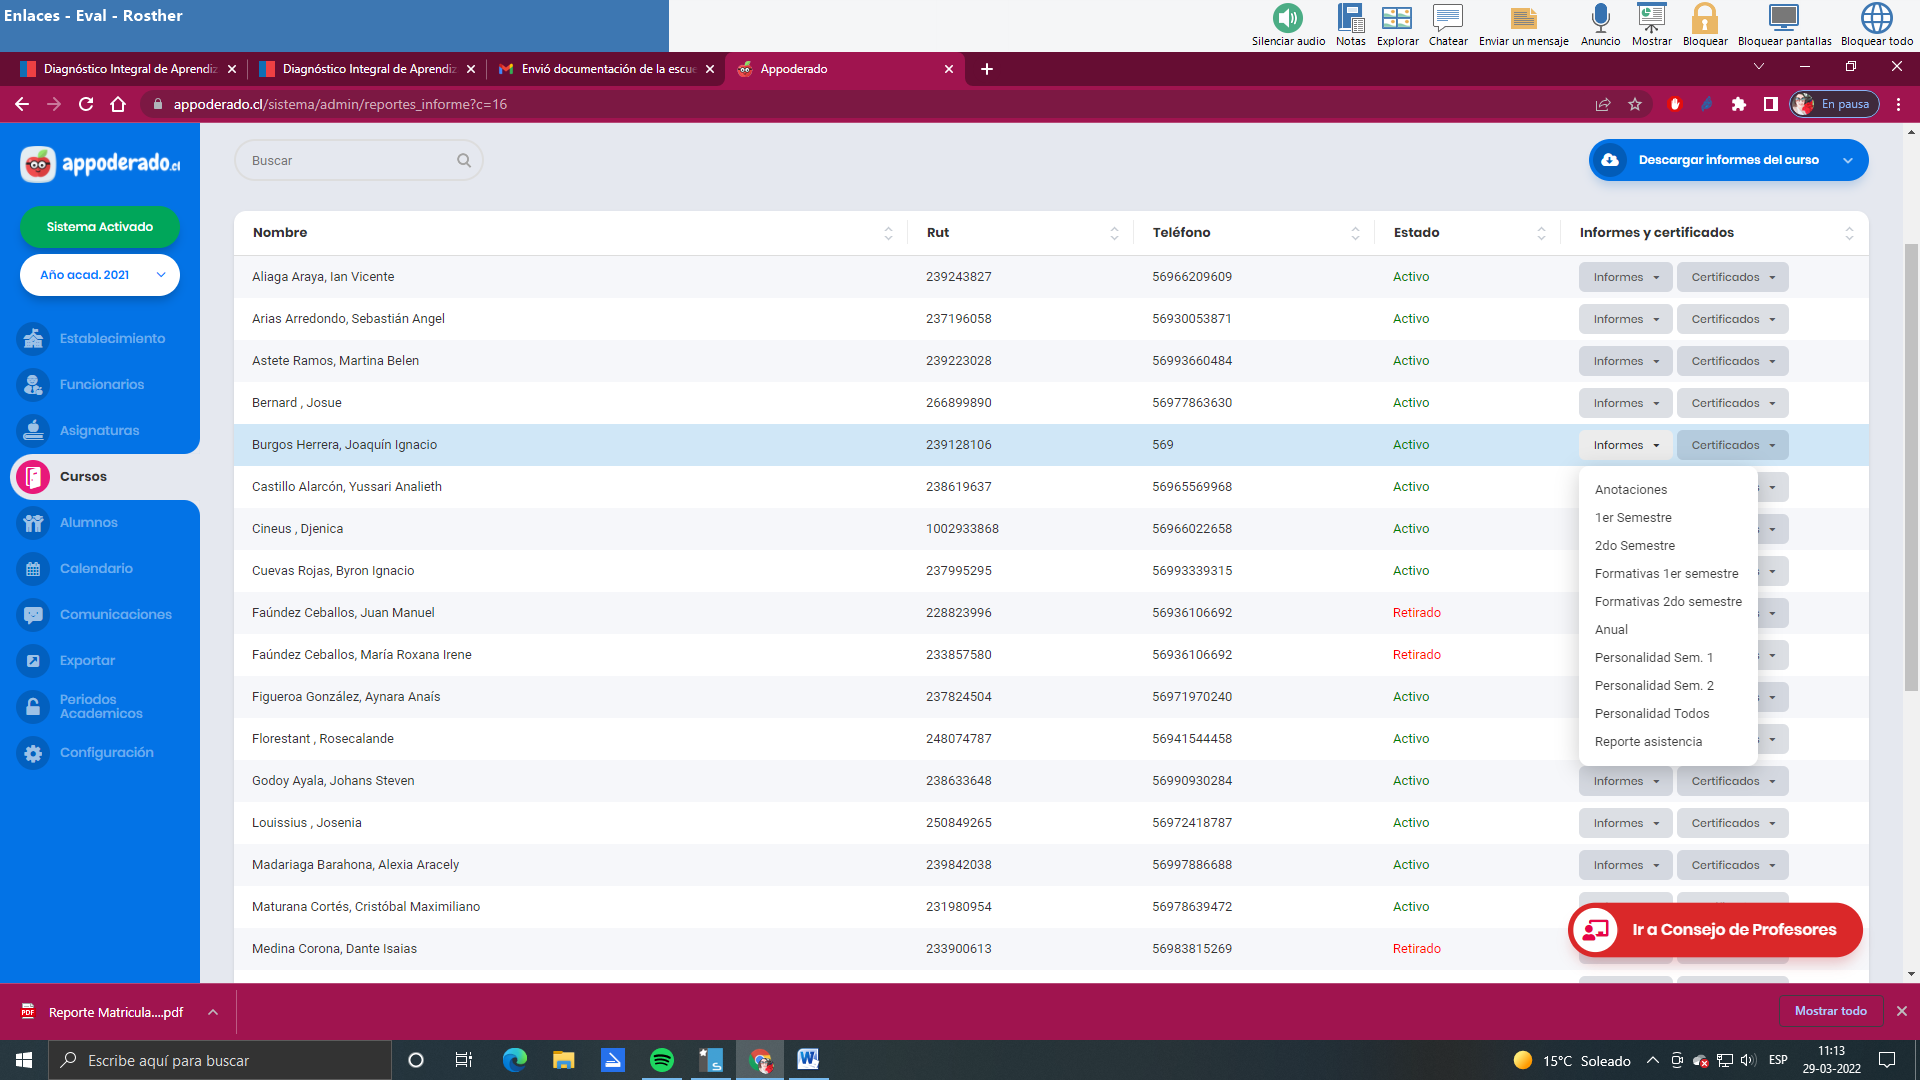 Enlaces - Eval - Rosther
Silenciar audio
Notas
Explorar
Chatear
Enviar un mensaje
Anuncio
Mostrar
Bloquear
Bloquear pantallas
Bloquear todo
Diagnóstico Integral de Aprendiz
Diagnóstico Integral de Aprendiz
Envió documentación de la escue
Appoderado
appoderado.cl/sistema/admin/reportes_informe?c=16
En pausa
appoderado.cl
Sistema Activado
Año acad. 2021
Establecimiento
Funcionarios
Asignaturas
Cursos
Alumnos
Calendario
Comunicaciones
Exportar
Periodos
Academicos
Configuración
Buscar
Descargar informes del curso
Nombre Rut Teléfono Estado Informes y certificados
Aliaga Araya, Ian Vicente 239243827 56966209609 Activo Informes Certificados
Arias Arredondo, Sebastián Angel 237196058 56930053871 Activo Informes Certificados
Astete Ramos, Martina Belen 239223028 56993660484 Activo Informes Certificados
Bernard , Josue 266899890 56977863630 Activo Informes Certificados
Burgos Herrera, Joaquín Ignacio 239128106 569 Activo Informes Certificados
Castillo Alarcón, Yussari Analieth 238619637 56965569968 Activo
Cineus , Djenica 1002933868 56966022658 Activo
Cuevas Rojas, Byron Ignacio 237995295 56993339315 Activo
Faúndez Ceballos, Juan Manuel 228823996 56936106692 Retirado
Faúndez Ceballos, María Roxana Irene 233857580 56936106692 Retirado
Figueroa González, Aynara Anaís 237824504 56971970240 Activo
Florestant , Rosecalande 248074787 56941544458 Activo
Godoy Ayala, Johans Steven 238633648 56990930284 Activo Informes Certificados
Louissius , Josenia 250849265 56972418787 Activo Informes Certificados
Madariaga Barahona, Alexia Aracely 239842038 56997886688 Activo Informes Certificados
Maturana Cortés, Cristóbal Maximiliano 231980954 56978639472 Activo
Medina Corona, Dante Isaias 233900613 56983815269 Retirado
Anotaciones
1er Semestre
2do Semestre
Formativas 1er semestre
Formativas 2do semestre
Anual
Personalidad Sem. 1
Personalidad Sem. 2
Personalidad Todos
Reporte asistencia
Ir a Consejo de Profesores
PDF
Reporte Matricula....pdf
Mostrar todo
Escribe aquí para buscar
15°C Soleado
ESP
11:13
29-03-2022